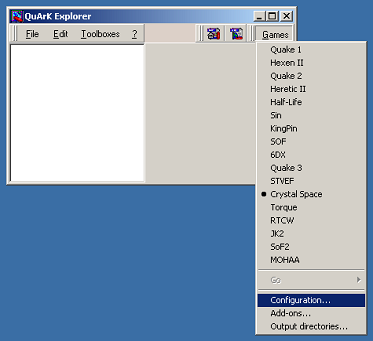 QuArK Explorer
File Edit Toolboxes ? Games
Quake 1
Hexen II
Quake 2
Heretic II
Half-Life
Sin
KingPin
SOF
6DX
Quake 3
STVEF
Crystal Space
Torque
RTCW
JK2
SoF2
MOHAA
Go
Configuration...
Add-ons...
Output directories...